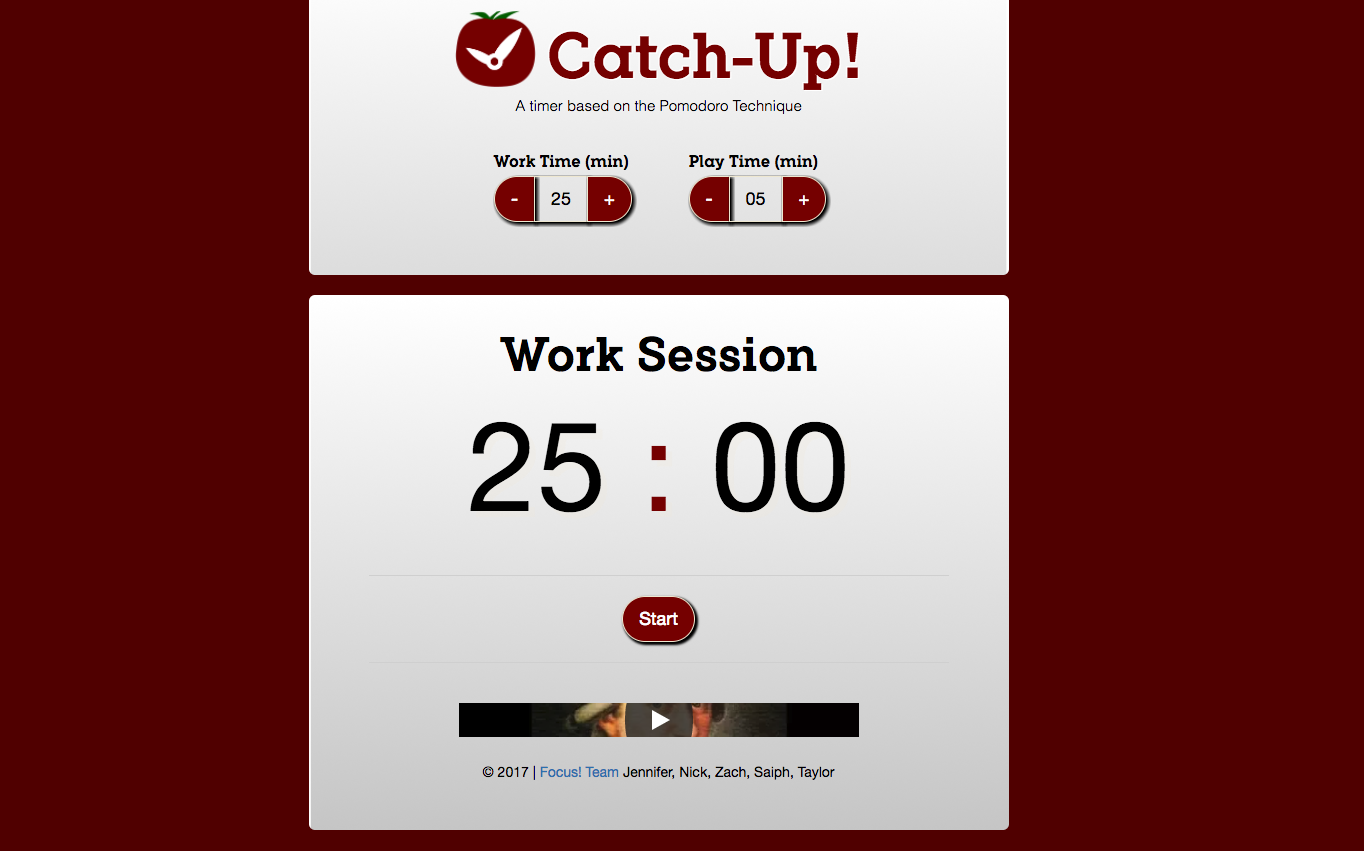 Catch-Up!
A timer based on the Pomodoro Technique
Work Time (min) Play Time (min)
- 25 + - 05 +
Work Session
25 : 00
Start
© 2017 | Focus! Team Jennifer, Nick, Zach, Saiph, Taylor